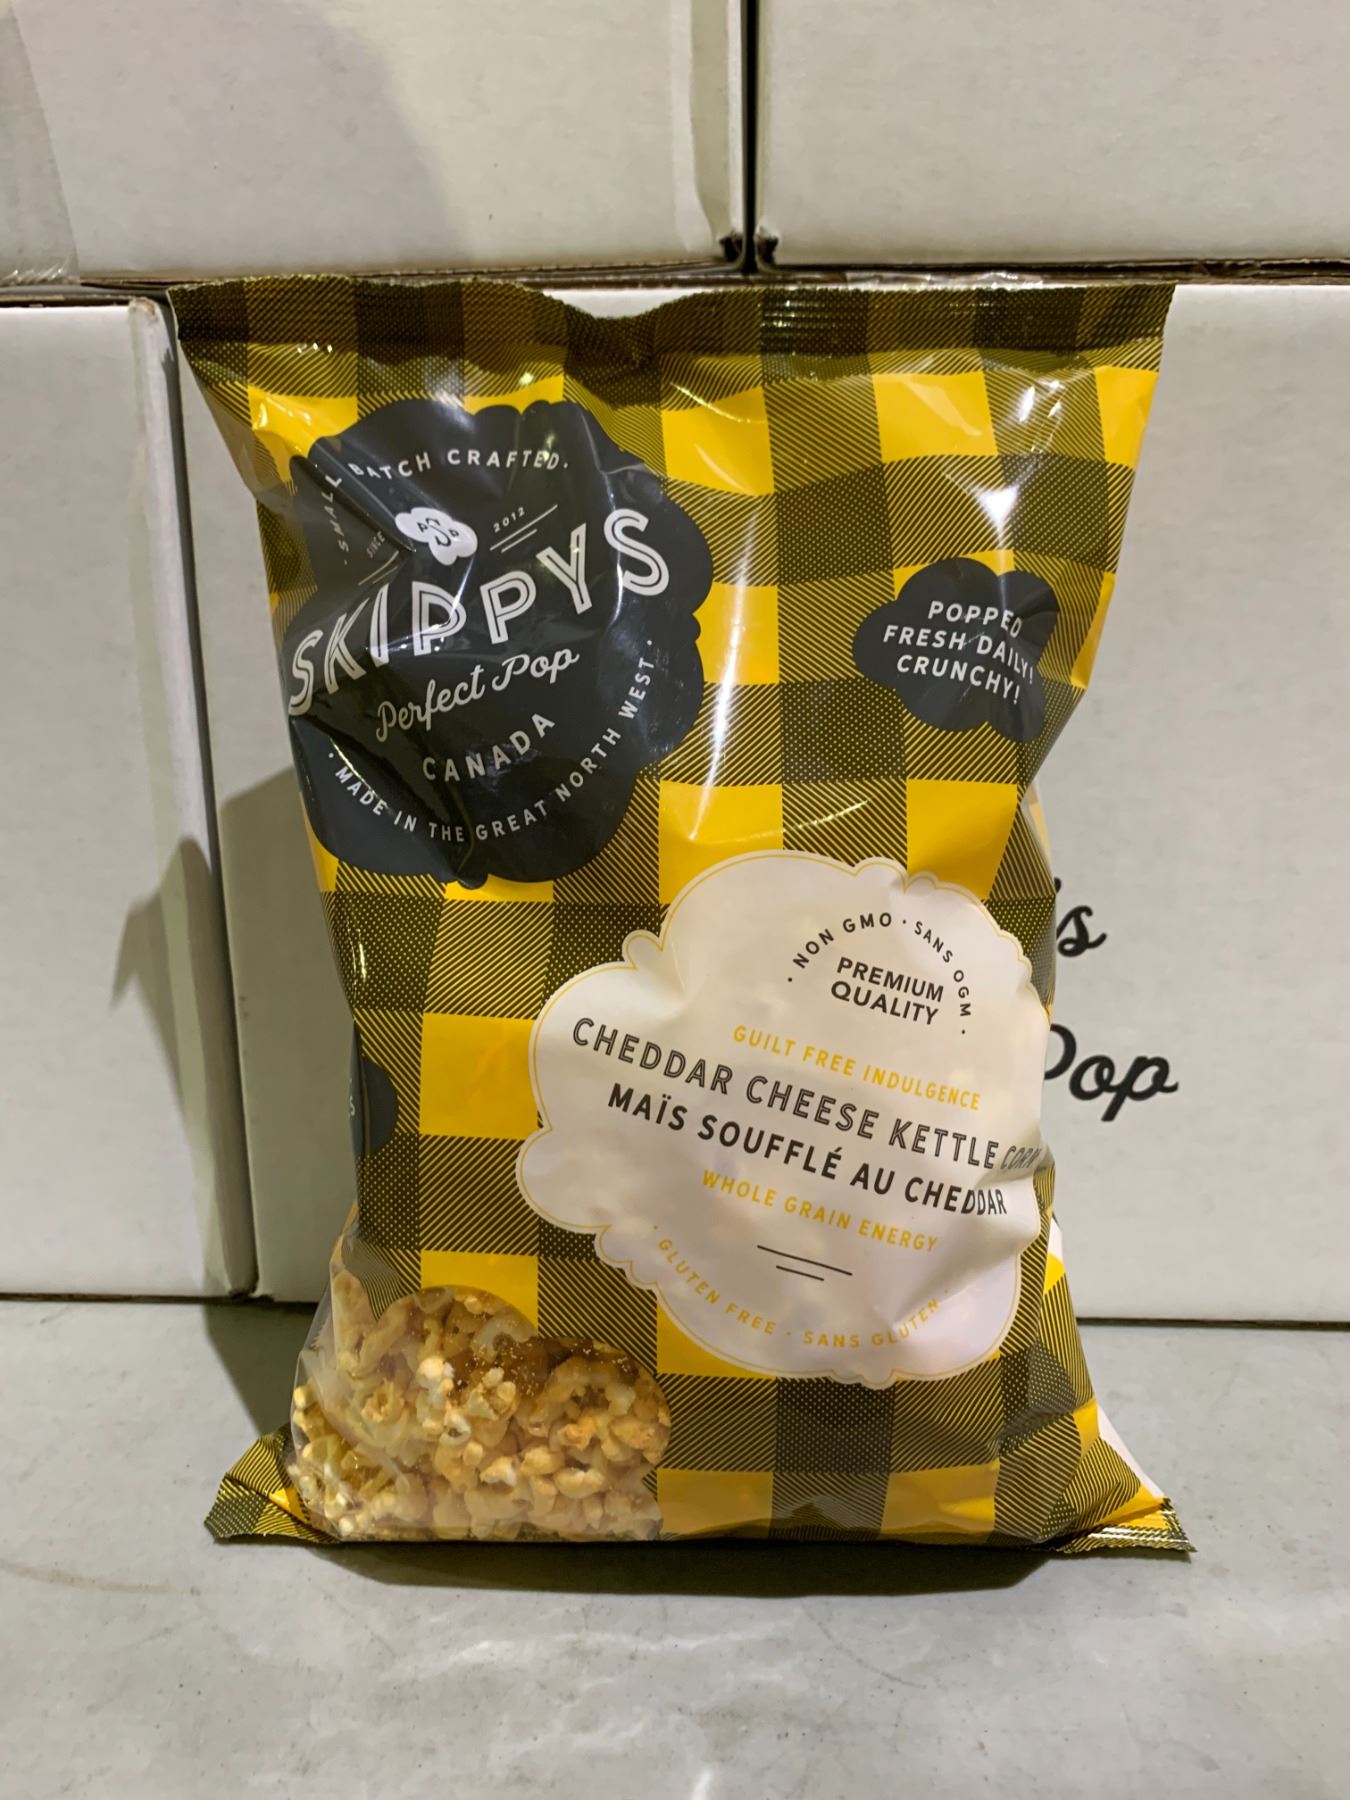 · SMALL BATCH CRAFTED.
SINCE 2012
PSP
SKIPPYS
Perfect Pop
CANADA
· MADE IN THE GREAT NORTH WEST ·
POPPED
FRESH DAILY!
CRUNCHY!
's
Pop
· NON GMO · SANS OGM ·
PREMIUM
QUALITY
GUILT FREE INDULGENCE
CHEDDAR CHEESE KETTLE CORN
MAÏS SOUFFLÉ AU CHEDDAR
WHOLE GRAIN ENERGY
· GLUTEN FREE · SANS GLUTEN ·